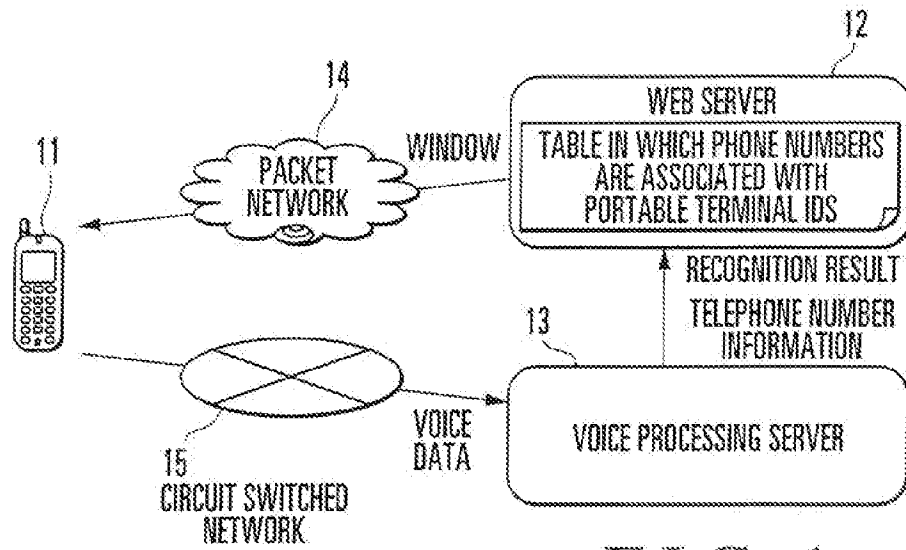 12
WEB SERVER
TABLE IN WHICH PHONE NUMBERS
ARE ASSOCIATED WITH
PORTABLE TERMINAL IDS
14
PACKET
NETWORK
WINDOW
11
RECOGNITION RESULT
TELEPHONE NUMBER
INFORMATION
13
VOICE PROCESSING SERVER
VOICE
DATA
15
CIRCUIT SWITCHED
NETWORK